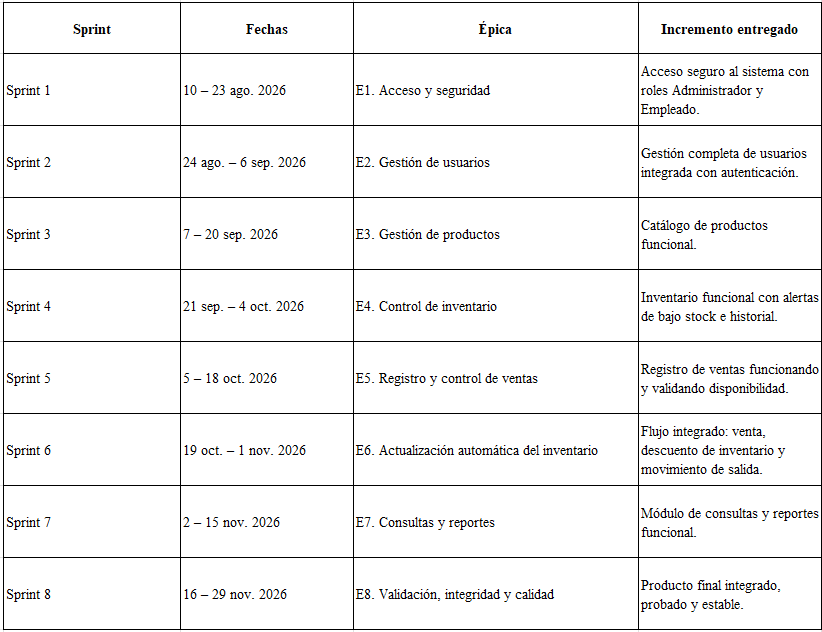 Sprint Fechas Épica Incremento entregado
Sprint 1 10 – 23 ago. 2026 E1. Acceso y seguridad Acceso seguro al sistema con
roles Administrador y
Empleado.
Sprint 2 24 ago. – 6 sep. 2026 E2. Gestión de usuarios Gestión completa de usuarios
integrada con autenticación.
Sprint 3 7 – 20 sep. 2026 E3. Gestión de productos Catálogo de productos
funcional.
Sprint 4 21 sep. – 4 oct. 2026 E4. Control de inventario Inventario funcional con alertas
de bajo stock e historial.
Sprint 5 5 – 18 oct. 2026 E5. Registro y control de ventas Registro de ventas funcionando
y validando disponibilidad.
Sprint 6 19 oct. – 1 nov. 2026 E6. Actualización automática del inventario Flujo integrado: venta,
descuento de inventario y
movimiento de salida.
Sprint 7 2 – 15 nov. 2026 E7. Consultas y reportes Módulo de consultas y reportes
funcional.
Sprint 8 16 – 29 nov. 2026 E8. Validación, integridad y calidad Producto final integrado,
probado y estable.